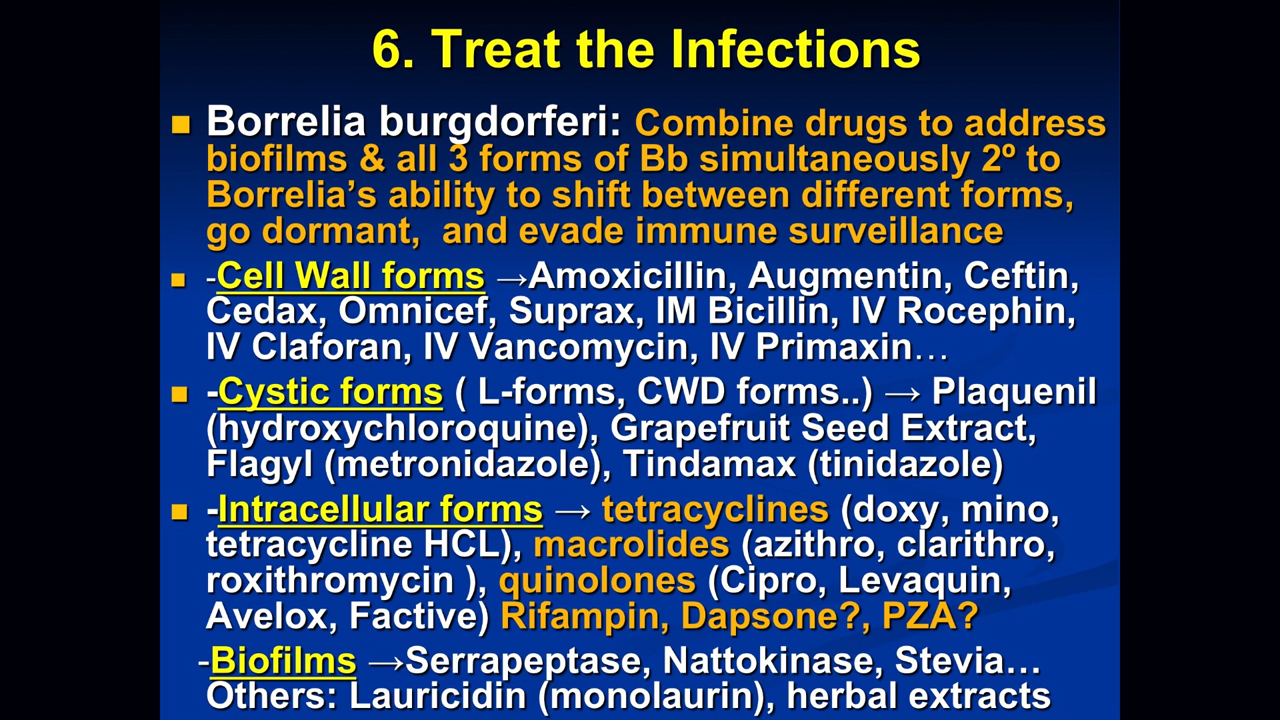 6. Treat the Infections
Borrelia burgdorferi: Combine drugs to address
biofilms & all 3 forms of Bb simultaneously 2º to
Borrelia’s ability to shift between different forms,
go dormant,  and evade immune surveillance
-Cell Wall forms →Amoxicillin, Augmentin, Ceftin,
Cedax, Omnicef, Suprax, IM Bicillin, IV Rocephin,
IV Claforan, IV Vancomycin, IV Primaxin…
-Cystic forms ( L-forms, CWD forms..) → Plaquenil
(hydroxychloroquine), Grapefruit Seed Extract,
Flagyl (metronidazole), Tindamax (tinidazole)
-Intracellular forms → tetracyclines (doxy, mino,
tetracycline HCL), macrolides (azithro, clarithro,
roxithromycin ), quinolones (Cipro, Levaquin,
Avelox, Factive) Rifampin, Dapsone?, PZA?
-Biofilms →Serrapeptase, Nattokinase, Stevia…
Others: Lauricidin (monolaurin), herbal extracts